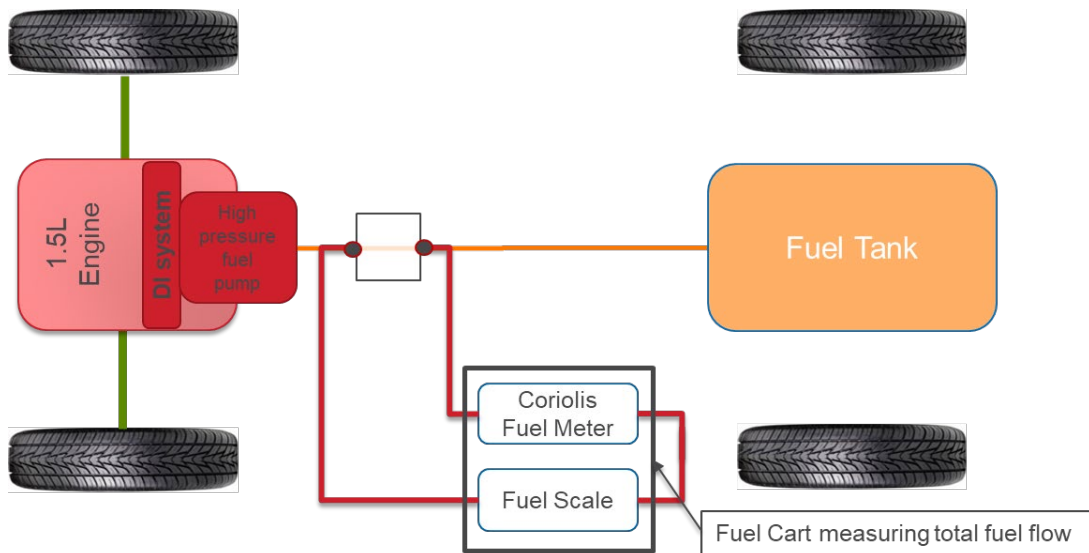 1.5L
Engine
DI system
High
pressure
fuel
pump
Fuel Tank
Coriolis
Fuel Meter
Fuel Scale
Fuel Cart measuring total fuel flow